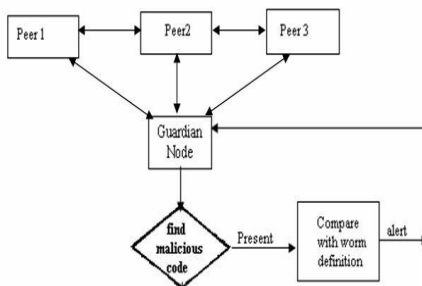 Peer 1
Peer2
Peer 3
Guardian
Node
find
malicious
code
Present
Compare
with worm
definition
alert